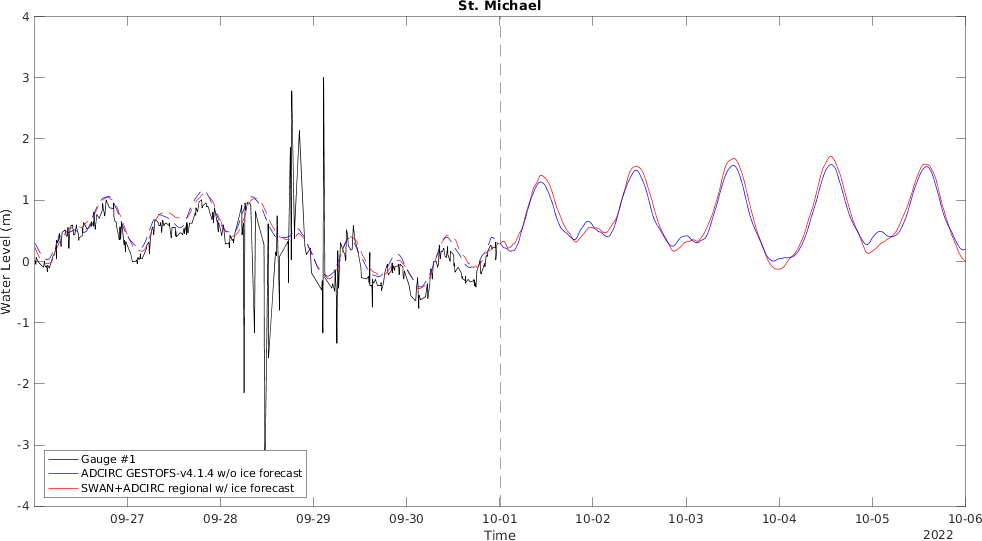 St. Michael
4
3
2
1
0
-1
-2
-3
-4
Water Level (m)
Gauge #1
ADCIRC GESTOFS-v4.1.4 w/o ice forecast
SWAN+ADCIRC regional w/ ice forecast
09-27 09-28 09-29 09-30 10-01 10-02 10-03 10-04 10-05 10-06
Time
2022